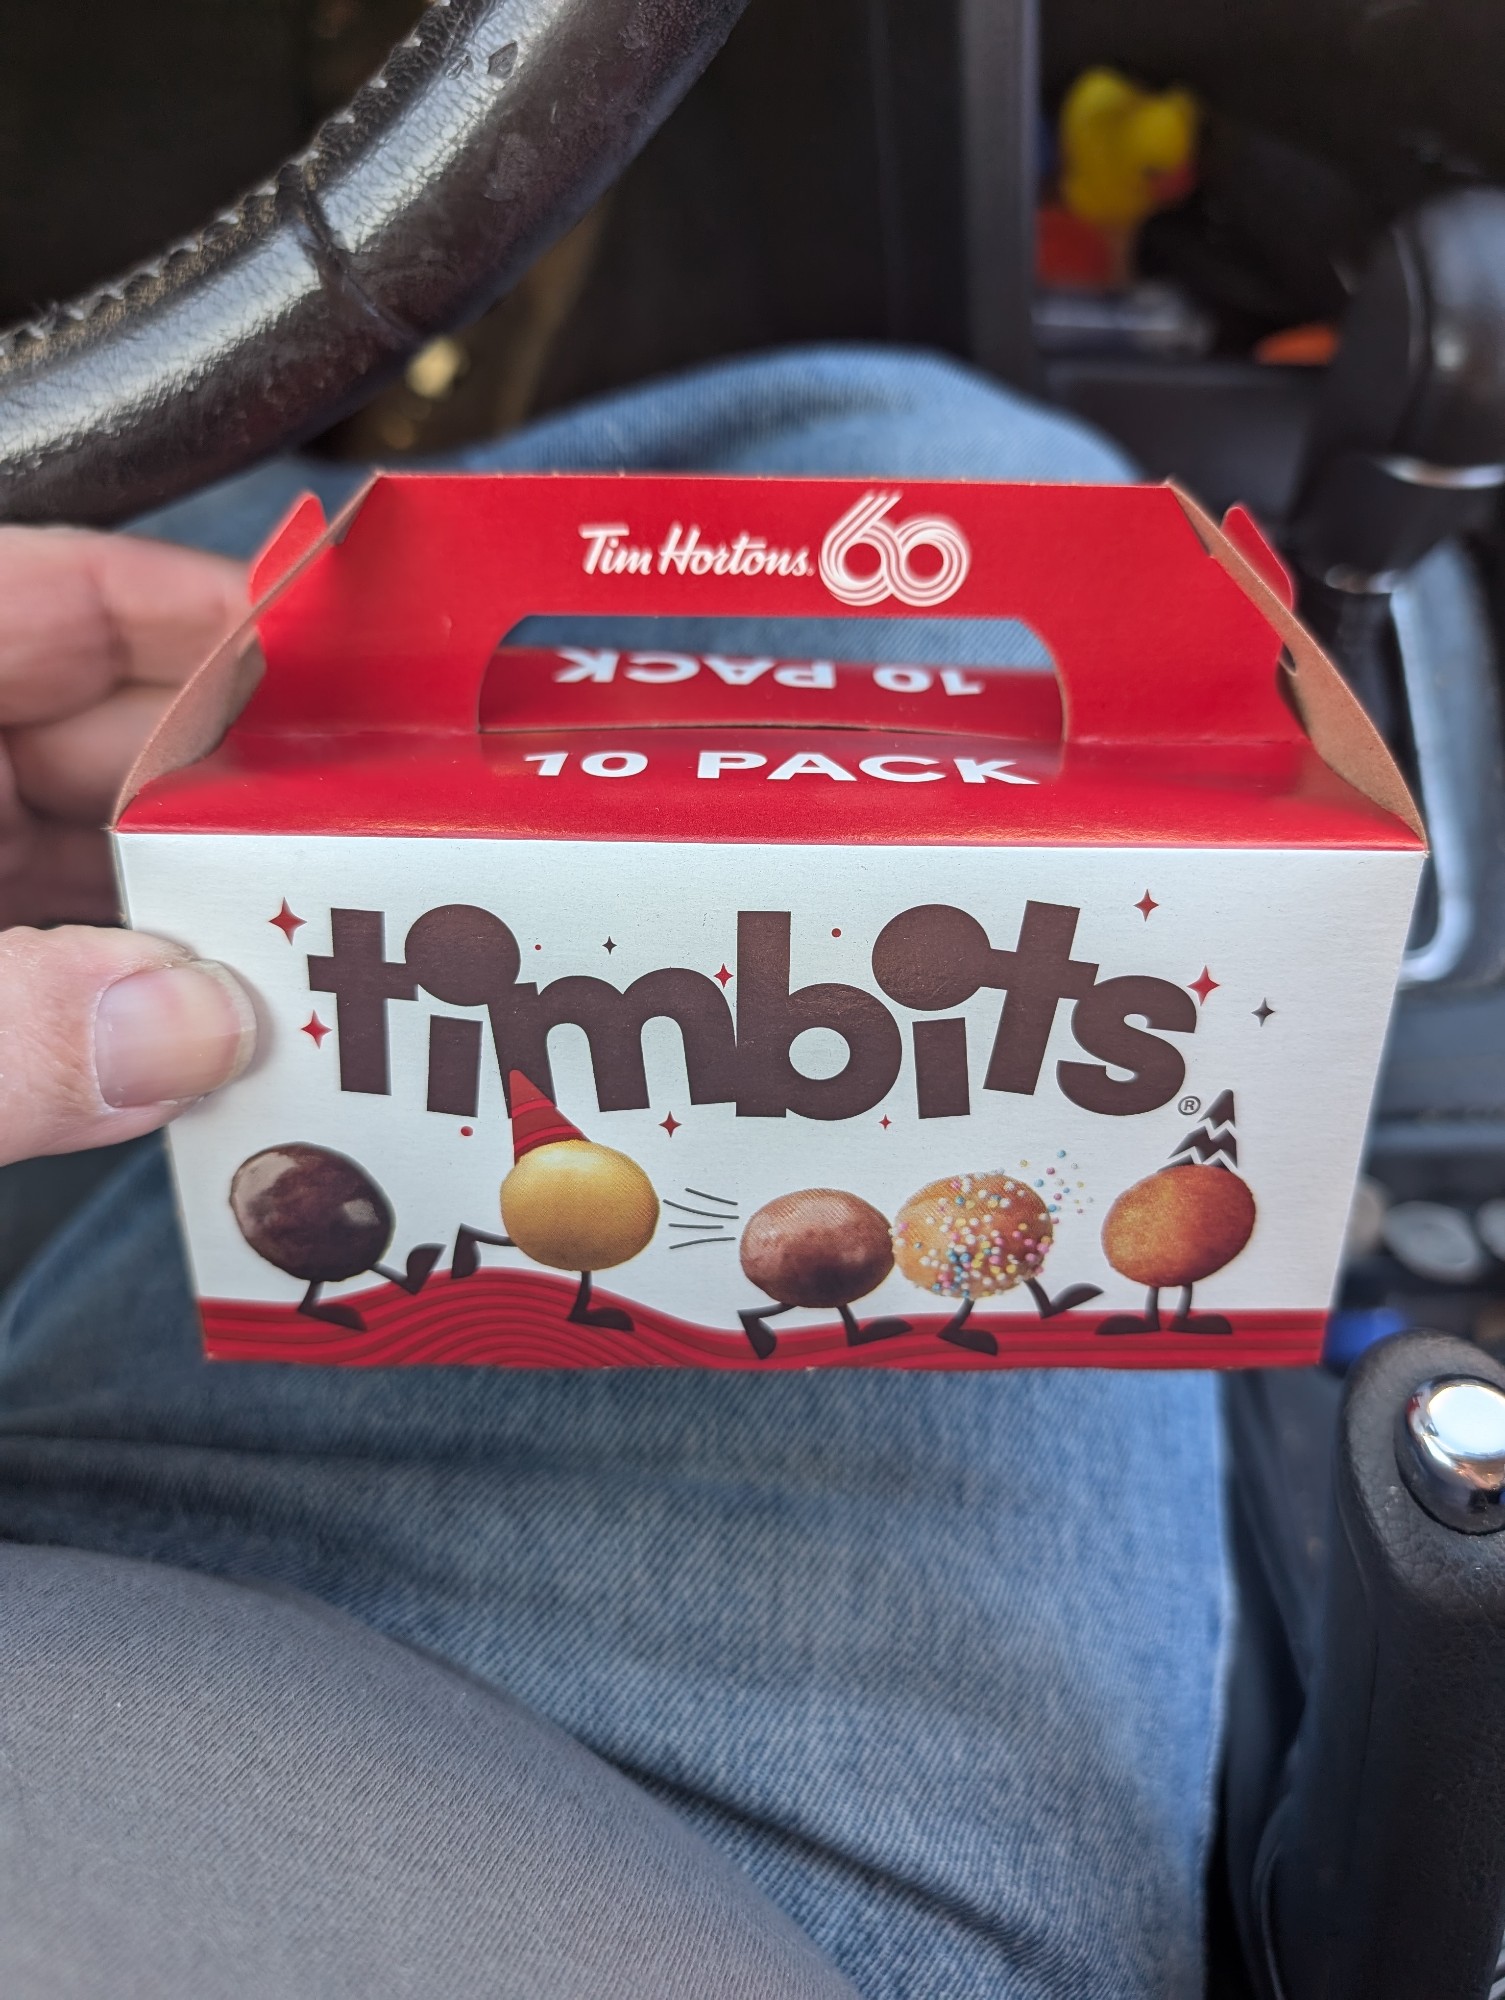 Tim Hortons. 60
10 PACK
10 PACK
timbits®